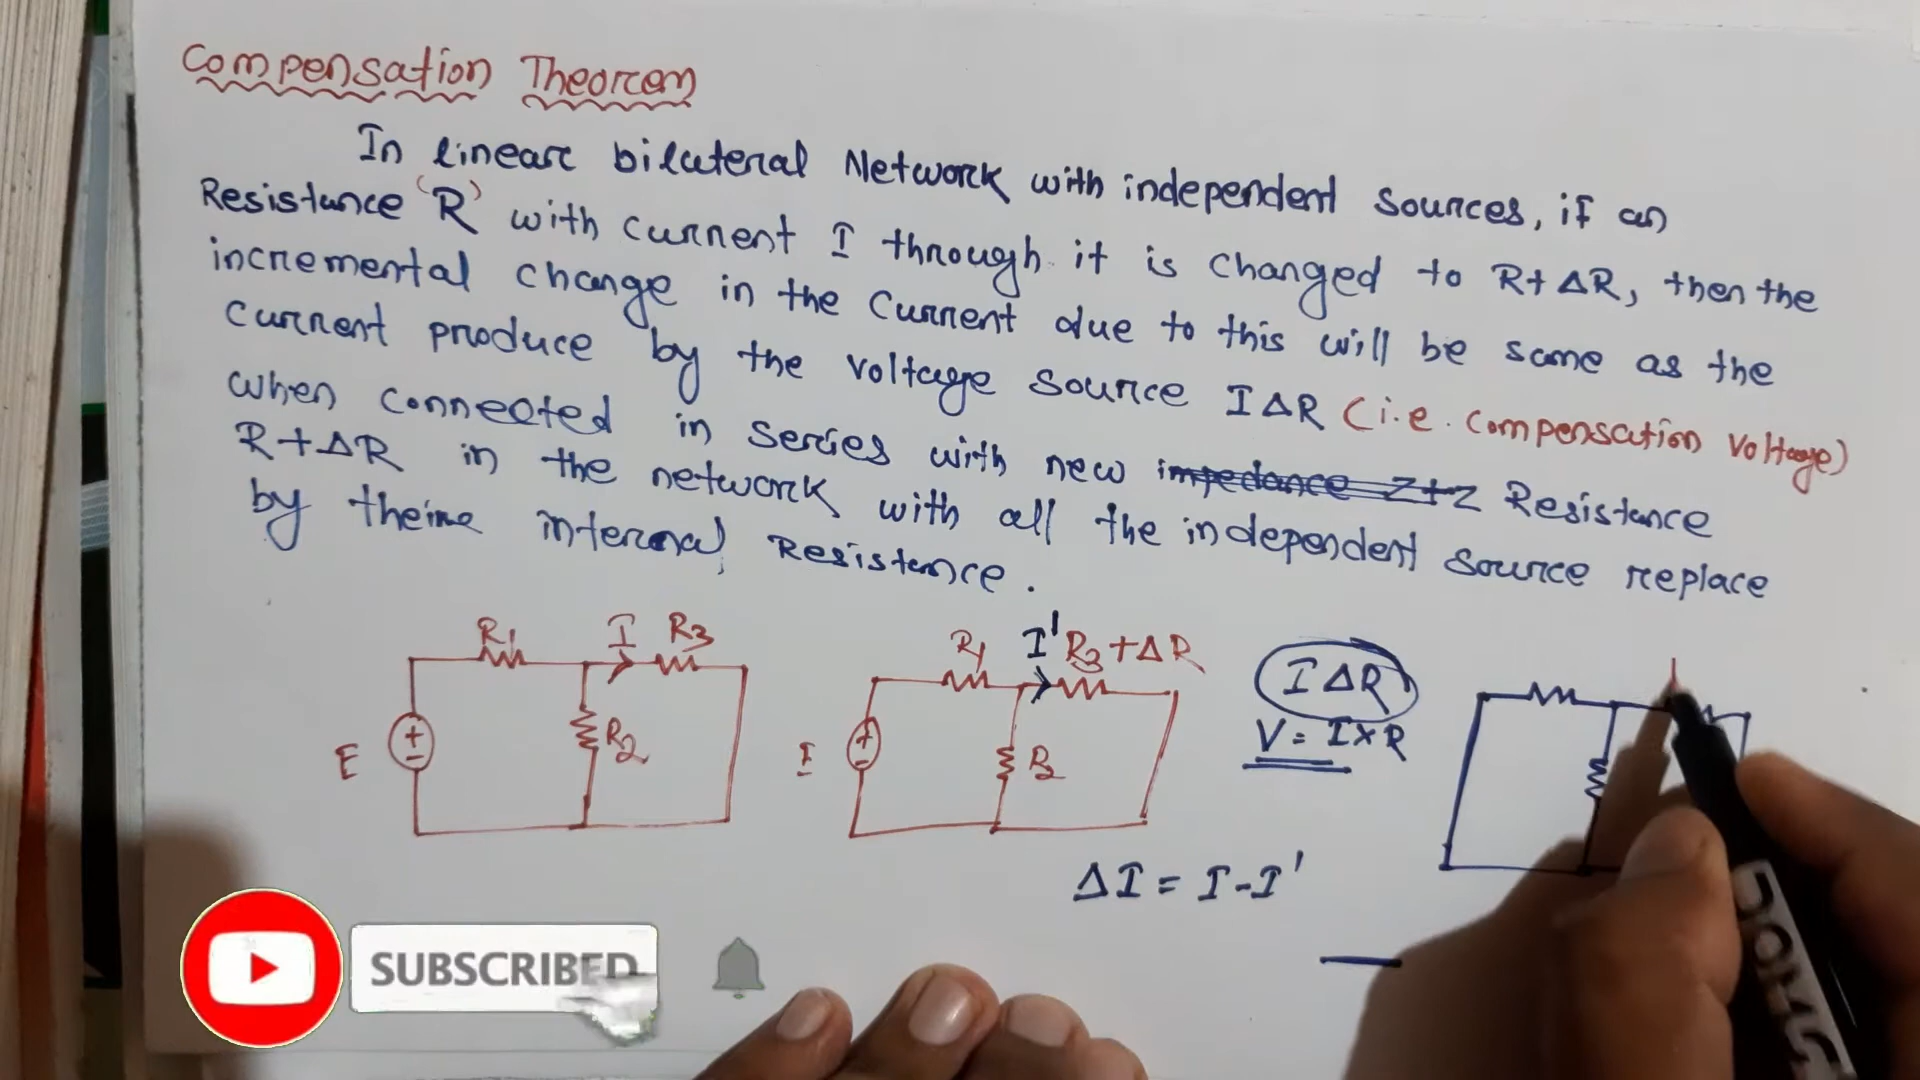 Compensation Theorem
In linear bilateral Network with independent Sources, if an
Resistance 'R' with current I through it is changed to R+ΔR, then the
incremental change in the current due to this will be same as the
current produce by the voltage source IΔR (i.e. compensation voltage)
when connected in series with new impedance Z+Z Resistance
R+ΔR in the network with all the independent source replace
by theire internal Resistance.
R1 I R3
R1 I' R3+ΔR
IΔR
V = I×R
E R2
E R2
ΔI = I-I'
SUBSCRIBED